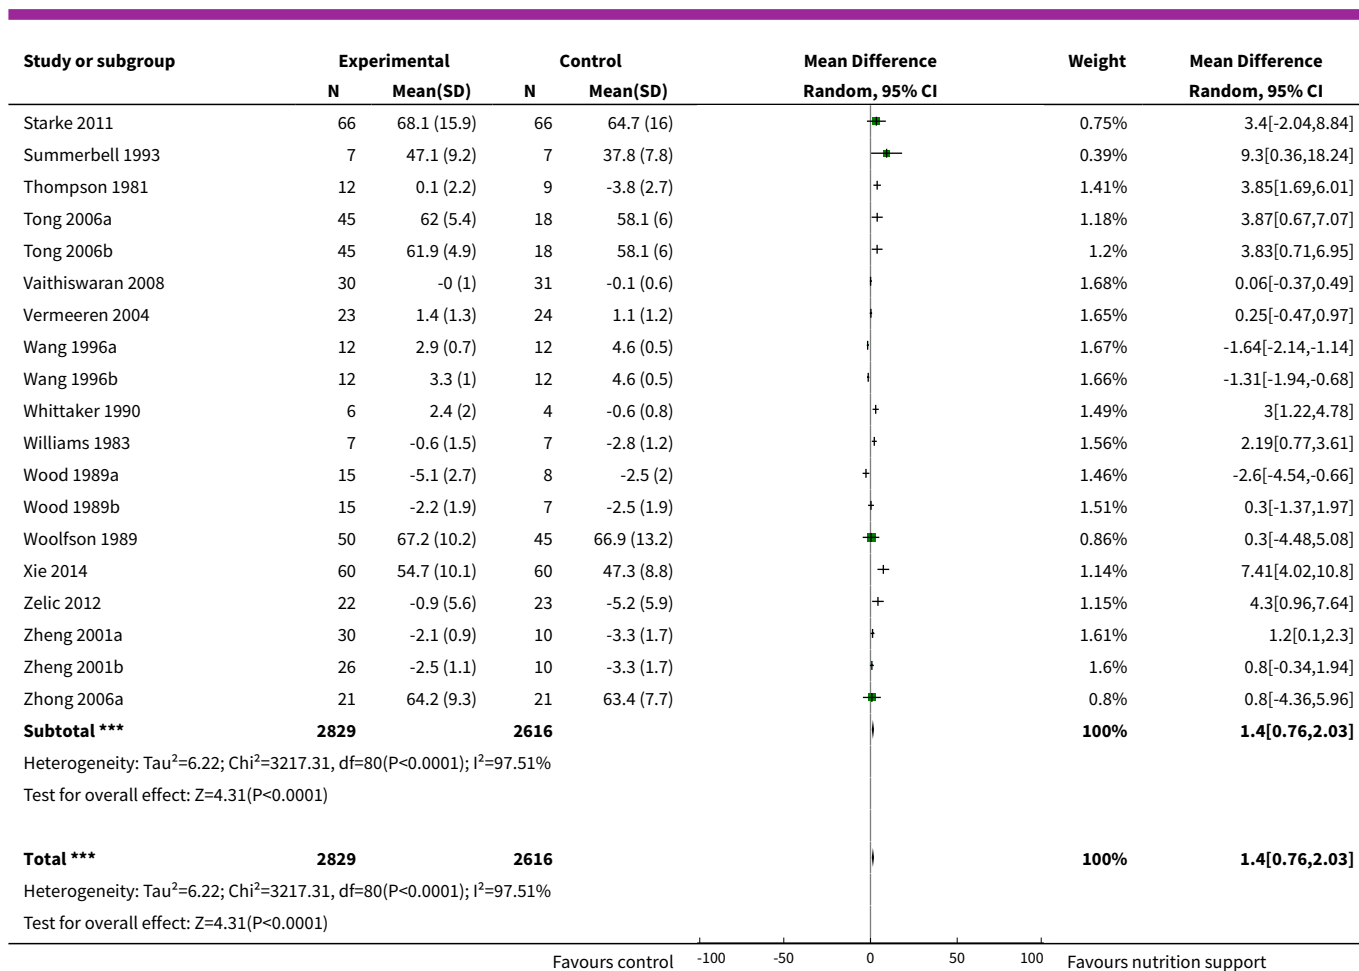 Study or subgroup Experimental Control Mean Difference Weight Mean Difference
N Mean(SD) N Mean(SD) Random, 95% CI Random, 95% CI
Starke 2011 66 68.1 (15.9) 66 64.7 (16) 0.75% 3.4[-2.04,8.84]
Summerbell 1993 7 47.1 (9.2) 7 37.8 (7.8) 0.39% 9.3[0.36,18.24]
Thompson 1981 12 0.1 (2.2) 9 -3.8 (2.7) 1.41% 3.85[1.69,6.01]
Tong 2006a 45 62 (5.4) 18 58.1 (6) 1.18% 3.87[0.67,7.07]
Tong 2006b 45 61.9 (4.9) 18 58.1 (6) 1.2% 3.83[0.71,6.95]
Vaithiswaran 2008 30 -0 (1) 31 -0.1 (0.6) 1.68% 0.06[-0.37,0.49]
Vermeeren 2004 23 1.4 (1.3) 24 1.1 (1.2) 1.65% 0.25[-0.47,0.97]
Wang 1996a 12 2.9 (0.7) 12 4.6 (0.5) 1.67% -1.64[-2.14,-1.14]
Wang 1996b 12 3.3 (1) 12 4.6 (0.5) 1.66% -1.31[-1.94,-0.68]
Whittaker 1990 6 2.4 (2) 4 -0.6 (0.8) 1.49% 3[1.22,4.78]
Williams 1983 7 -0.6 (1.5) 7 -2.8 (1.2) 1.56% 2.19[0.77,3.61]
Wood 1989a 15 -5.1 (2.7) 8 -2.5 (2) 1.46% -2.6[-4.54,-0.66]
Wood 1989b 15 -2.2 (1.9) 7 -2.5 (1.9) 1.51% 0.3[-1.37,1.97]
Woolfson 1989 50 67.2 (10.2) 45 66.9 (13.2) 0.86% 0.3[-4.48,5.08]
Xie 2014 60 54.7 (10.1) 60 47.3 (8.8) 1.14% 7.41[4.02,10.8]
Zelic 2012 22 -0.9 (5.6) 23 -5.2 (5.9) 1.15% 4.3[0.96,7.64]
Zheng 2001a 30 -2.1 (0.9) 10 -3.3 (1.7) 1.61% 1.2[0.1,2.3]
Zheng 2001b 26 -2.5 (1.1) 10 -3.3 (1.7) 1.6% 0.8[-0.34,1.94]
Zhong 2006a 21 64.2 (9.3) 21 63.4 (7.7) 0.8% 0.8[-4.36,5.96]
Subtotal *** 2829 2616 100% 1.4[0.76,2.03]
Heterogeneity: Tau²=6.22; Chi²=3217.31, df=80(P<0.0001); I²=97.51%
Test for overall effect: Z=4.31(P<0.0001)
Total *** 2829 2616 100% 1.4[0.76,2.03]
Heterogeneity: Tau²=6.22; Chi²=3217.31, df=80(P<0.0001); I²=97.51%
Test for overall effect: Z=4.31(P<0.0001)
Favours control -100 -50 0 50 100 Favours nutrition support